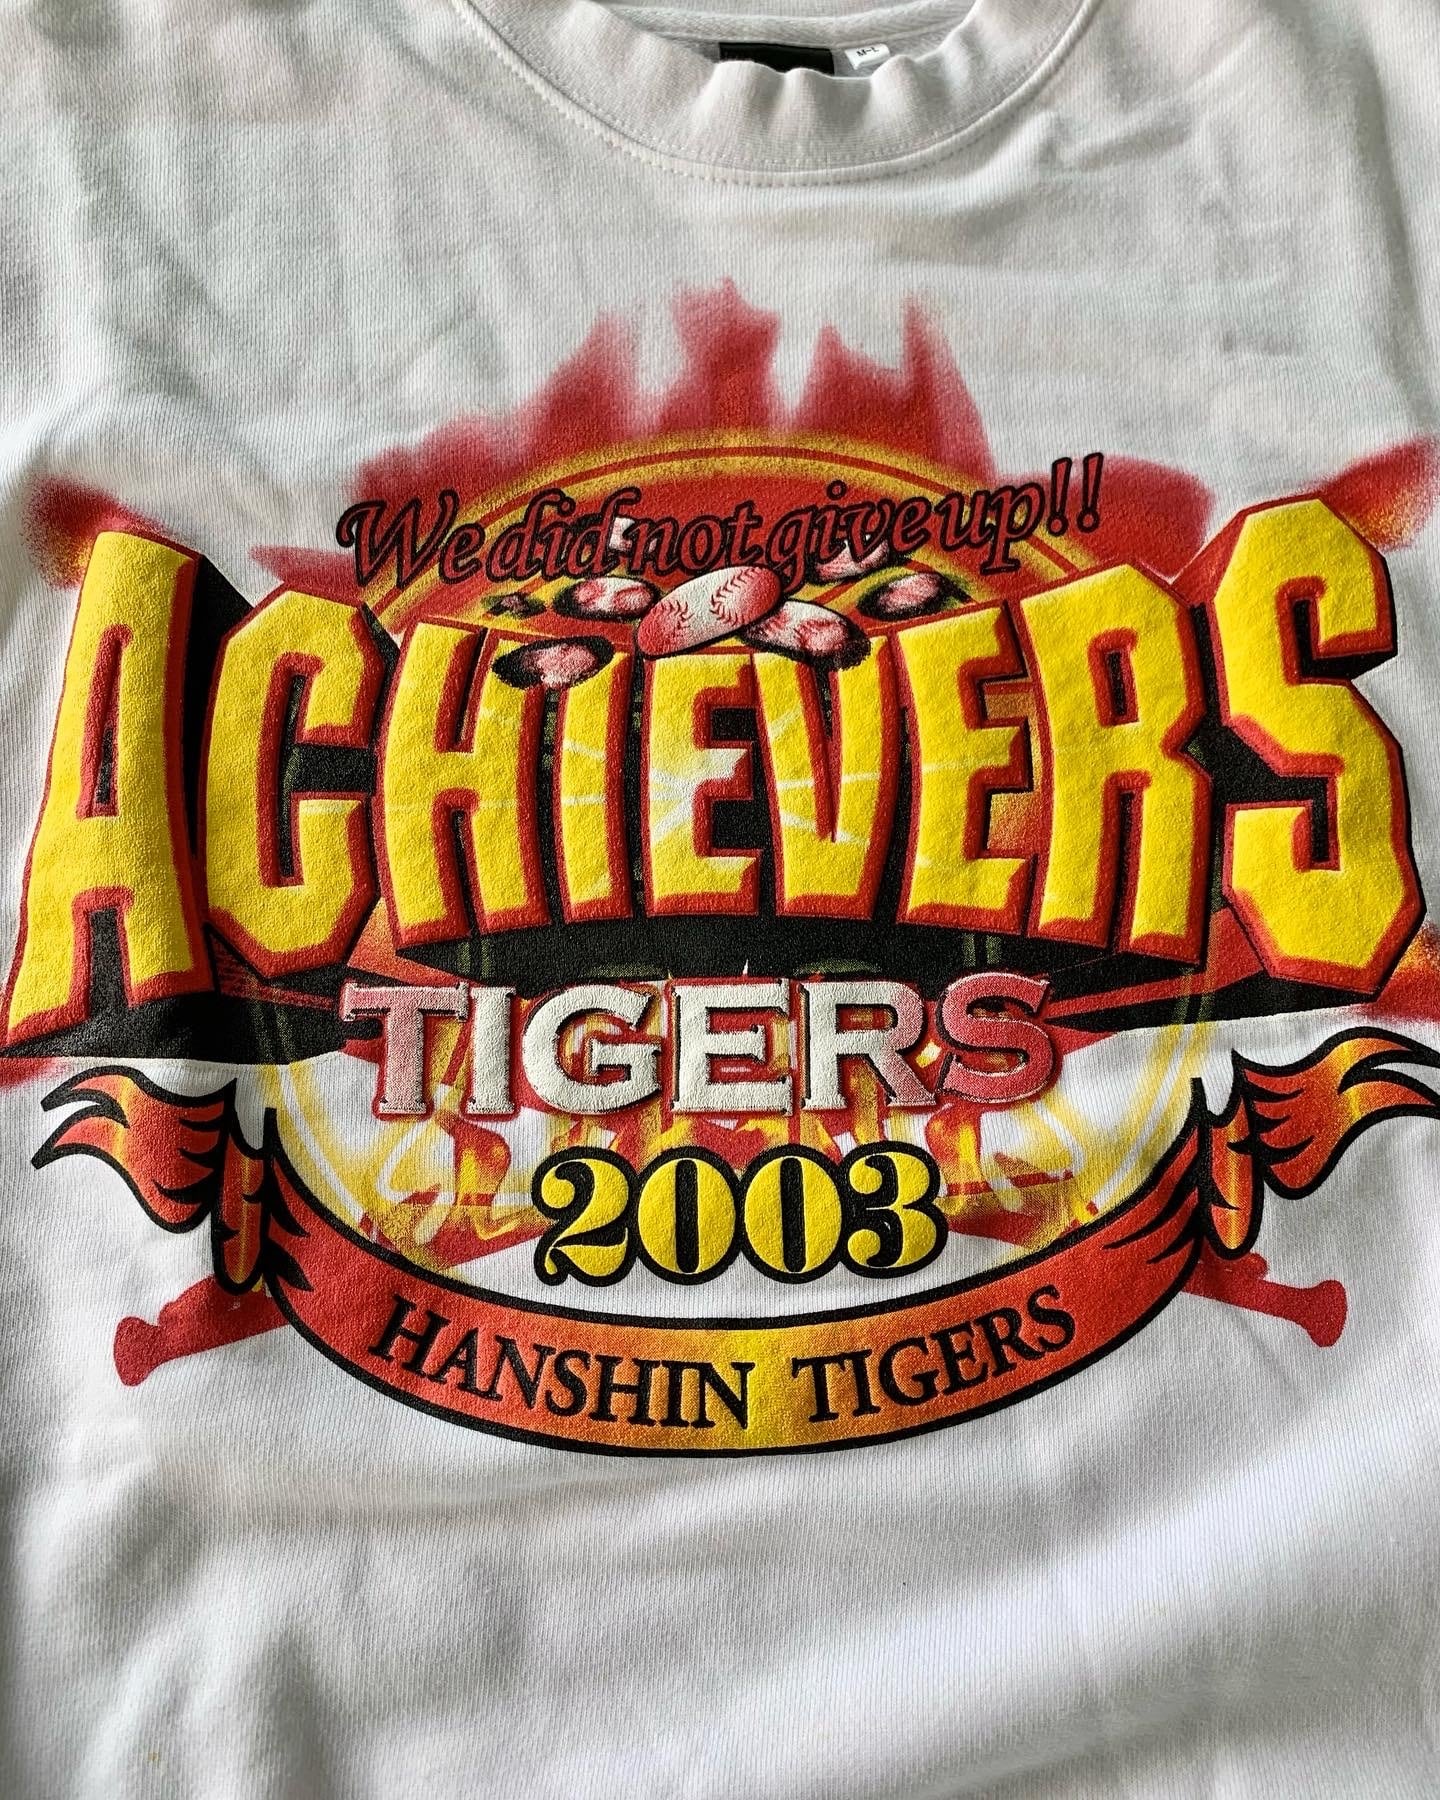 M-L
We did not give up!!
ACHIEVERS
TIGERS
2003
HANSHIN TIGERS